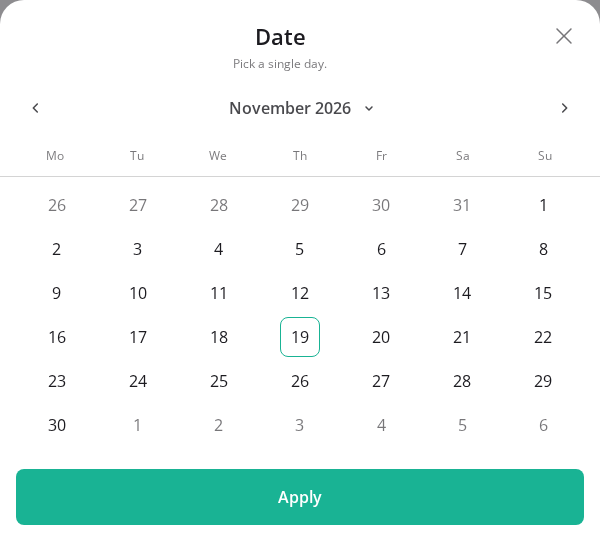 Date
Pick a single day.
November 2026
Mo Tu We Th Fr Sa Su
26 27 28 29 30 31 1
2 3 4 5 6 7 8
9 10 11 12 13 14 15
16 17 18 19 20 21 22
23 24 25 26 27 28 29
30 1 2 3 4 5 6
Apply